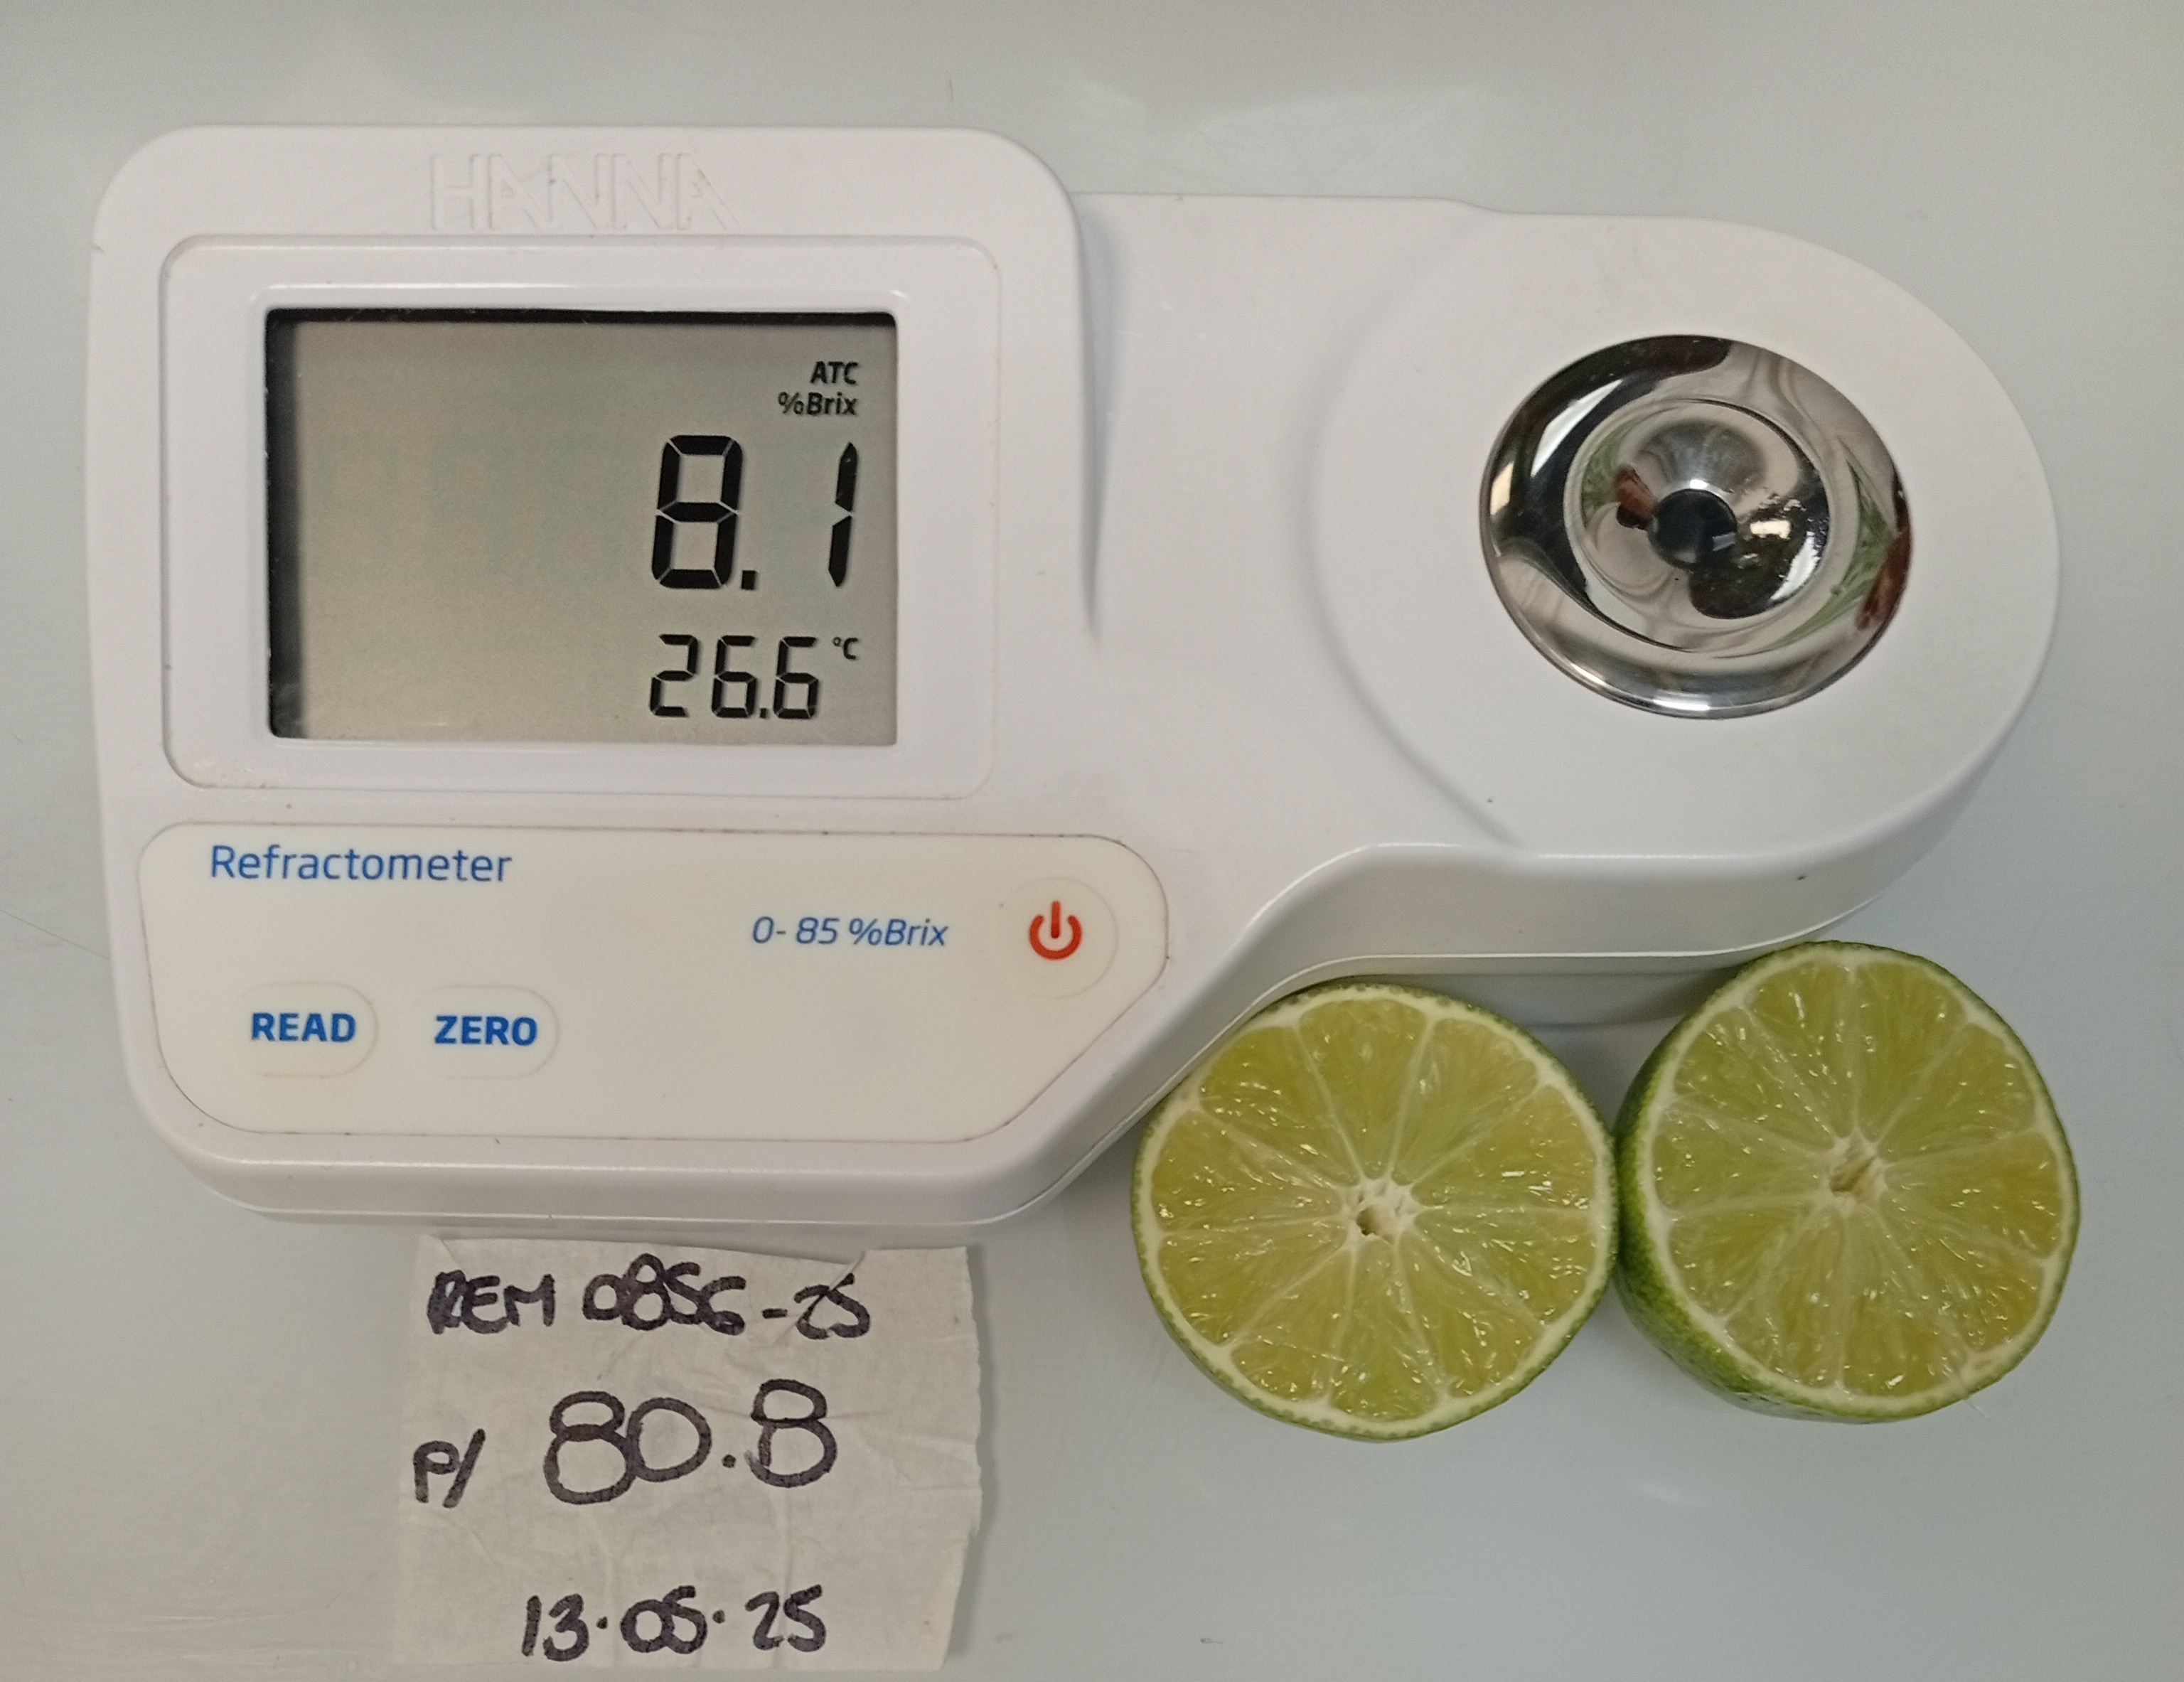 HANNA
ATC
%Brix
8.1
26.6 °C
Refractometer
0- 85 %Brix
READ ZERO
REM 0856-25
P/ 80.8
13.05.25